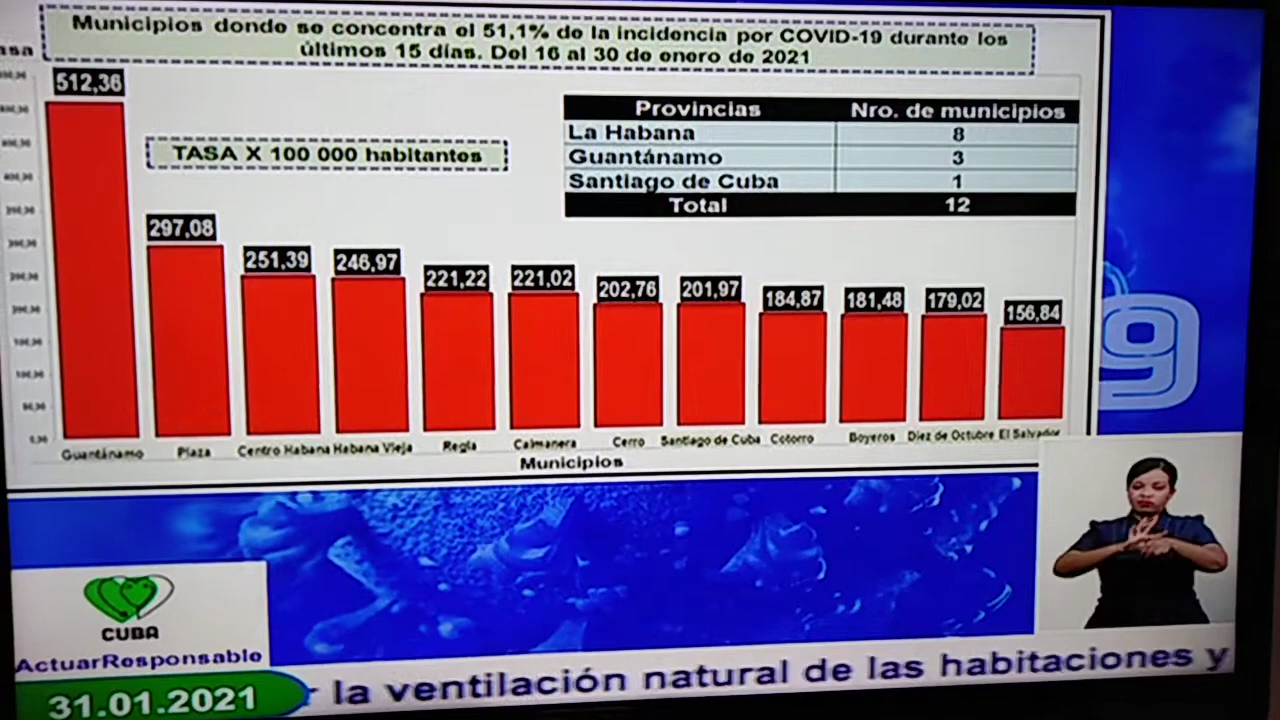 Municipios donde se concentra el 51,1% de la incidencia por COVID-19 durante los
últimos 15 días. Del 16 al 30 de enero de 2021
512,36
TASA X 100 000 habitantes
Provincias Nro. de municipios
La Habana 8
Guantánamo 3
Santiago de Cuba 1
Total 12
297,08
251,39
246,97
221,22
221,02
202,76
201,97
184,87
181,48
179,02
156,84
0,00
Guantánamo Plaza Centro Habana Habana Vieja Regla Caimanera Cerro Santiago de Cuba Cotorro Boyeros Diez de Octubre El Salvador
Municipios
9
CUBA
ActuarResponsable
31.01.2021
la ventilación natural de las habitaciones y